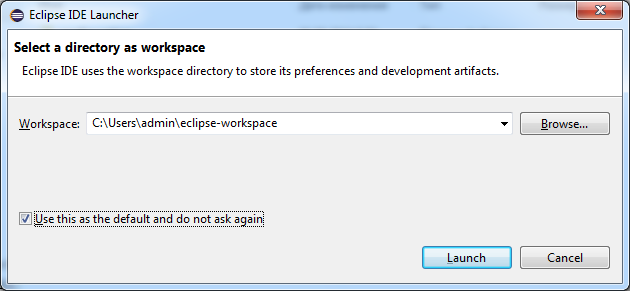 Eclipse IDE Launcher
Select a directory as workspace
Eclipse IDE uses the workspace directory to store its preferences and development artifacts.
Workspace: C:\Users\admin\eclipse-workspace Browse...
Use this as the default and do not ask again
Launch Cancel